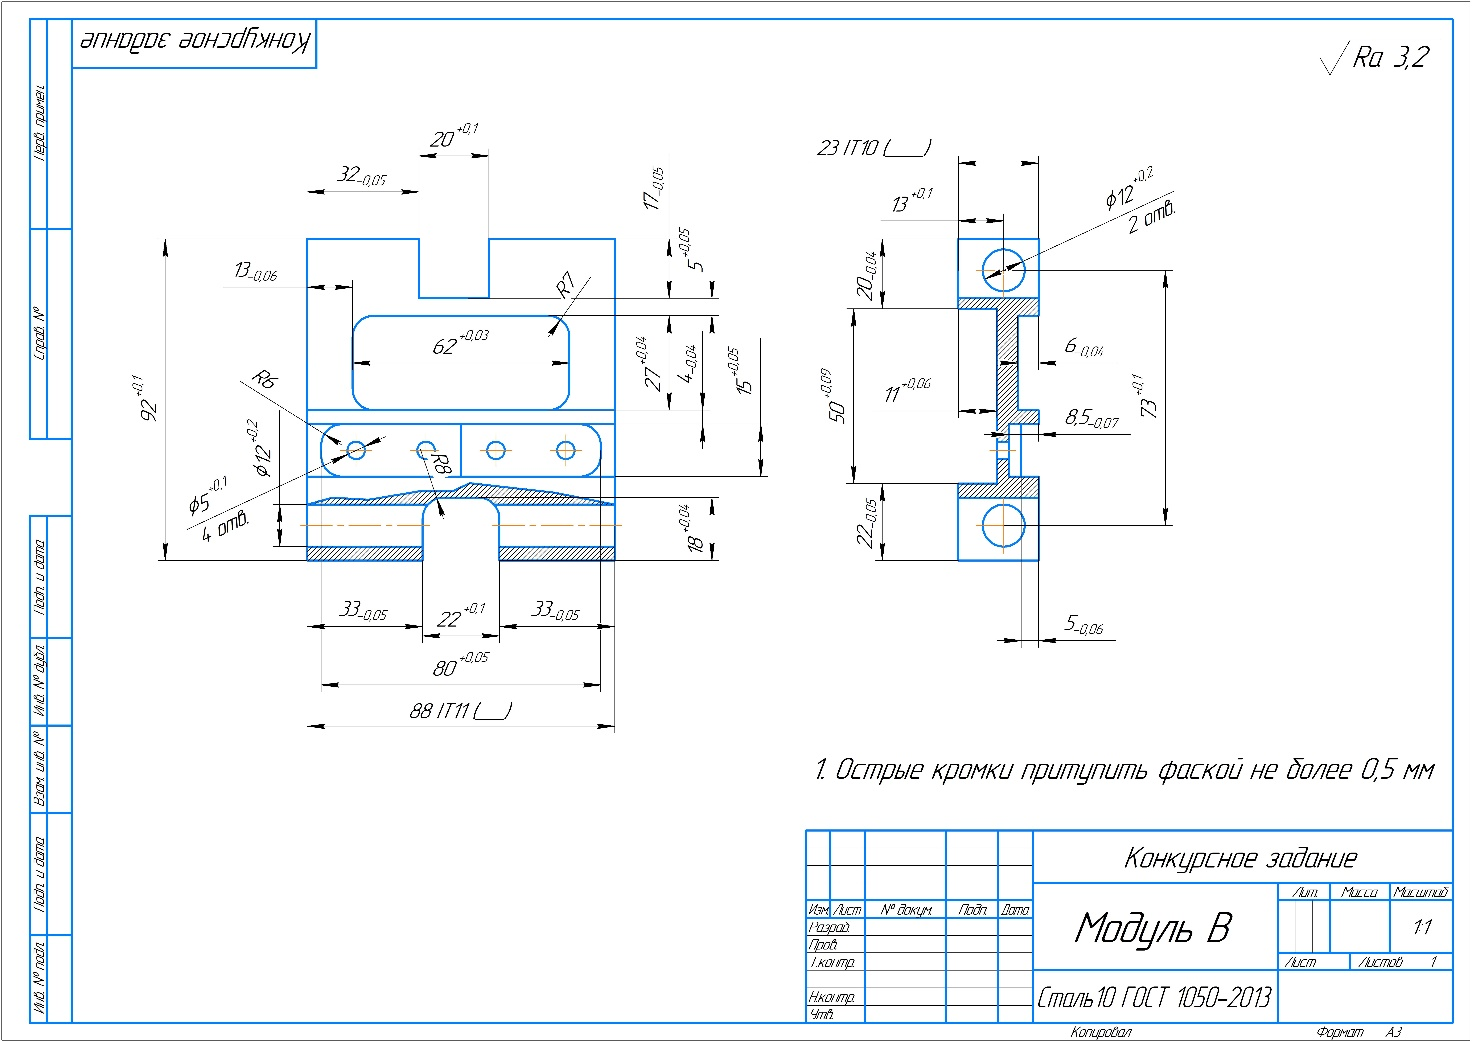 Конкурсное задание
√ Ra 3,2
Перв. примен.
Справ. №
Подп. и дата
Инв. № дубл.
Взам. инв. №
Подп. и дата
Инв. № подл.
20 +0,1
32 -0,05
17 -0,05
5 +0,05
13 -0,06
R7
62 +0,03
27 +0,04
4 -0,04
15 +0,05
R6
92 +0,1
ϕ12 +0,2
ϕ5 +0,1
4 отв.
R8
18 +0,04
33 -0,05
22 +0,1
33 -0,05
80 +0,05
88 IT11 (___)
23 IT10 (___)
13 +0,1
ϕ12 +0,2
2 отв.
20 -0,04
50 +0,09
11 +0,06
6 -0,04
8,5 -0,07
73 +0,1
22 -0,05
5 -0,06
1. Острые кромки притупить фаской не более 0,5 мм
Конкурсное задание
Модуль В
Сталь10 ГОСТ 1050-2013
Лит. Масса Масштаб
1:1
Лист Листов 1
Изм. Лист № докум. Подп. Дата
Разраб.
Пров.
Т.контр.
Н.контр.
Утв.
Копировал Формат А3